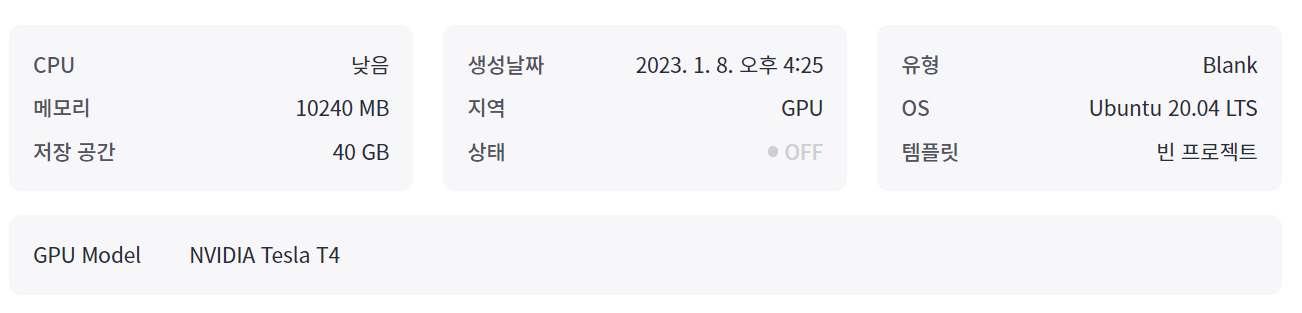 CPU 낮음
메모리 10240 MB
저장 공간 40 GB
생성날짜 2023. 1. 8. 오후 4:25
지역 GPU
상태 OFF
유형 Blank
OS Ubuntu 20.04 LTS
템플릿 빈 프로젝트
GPU Model NVIDIA Tesla T4